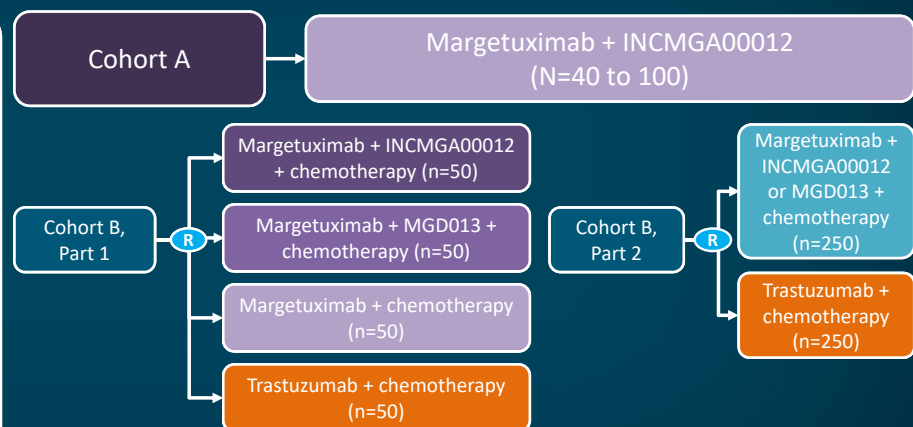 Cohort A
Margetuximab + INCMGA00012
(N=40 to 100)
Cohort B,
Part 1
R
Margetuximab + INCMGA00012
+ chemotherapy (n=50)
Margetuximab + MGD013 +
chemotherapy (n=50)
Margetuximab + chemotherapy
(n=50)
Trastuzumab + chemotherapy
(n=50)
Cohort B,
Part 2
R
Margetuximab +
INCMGA00012
or MGD013 +
chemotherapy
(n=250)
Trastuzumab +
chemotherapy
(n=250)